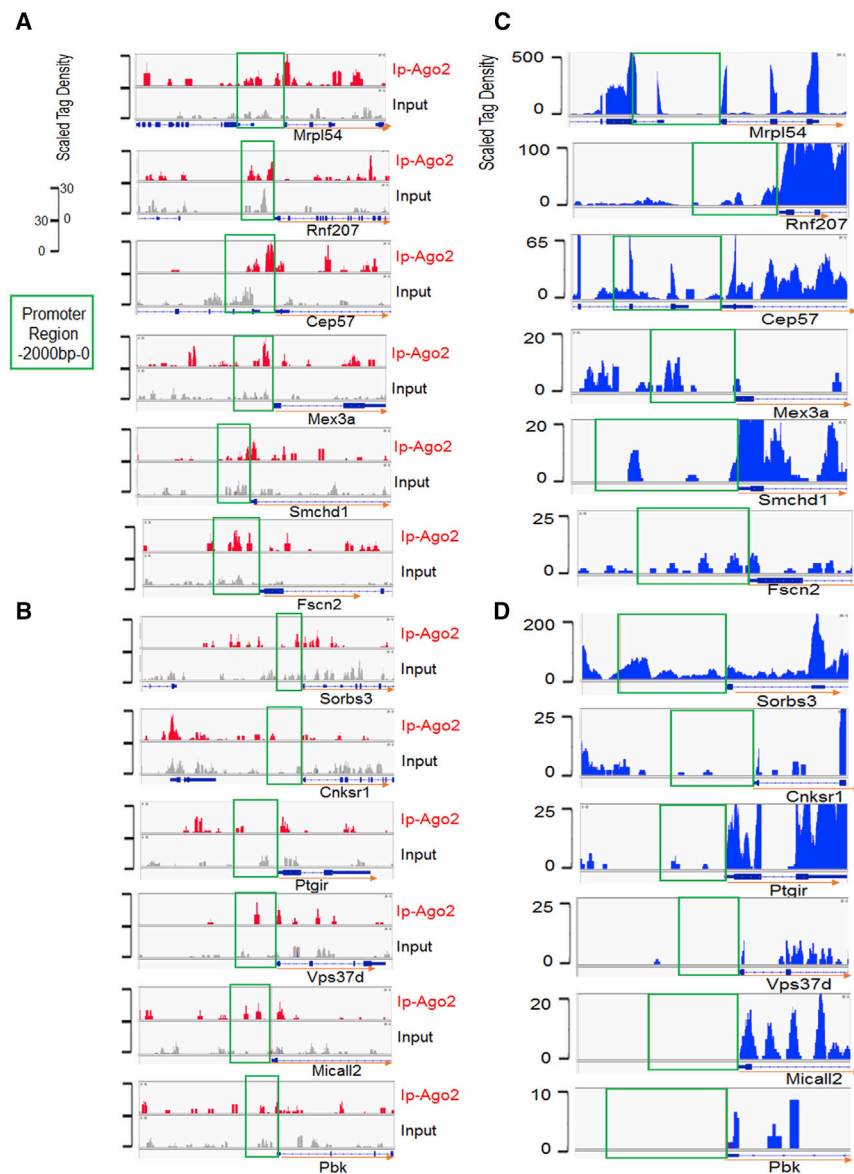 A
Scaled Tag Density
30
30 0
0
Promoter
Region
-2000bp-0
Ip-Ago2
Input
Mrpl54
Ip-Ago2
Input
Rnf207
Ip-Ago2
Input
Cep57
Ip-Ago2
Input
Mex3a
Ip-Ago2
Input
Smchd1
Ip-Ago2
Input
Fscn2
B
Ip-Ago2
Input
Sorbs3
Ip-Ago2
Input
Cnksr1
Ip-Ago2
Input
Ptgir
Ip-Ago2
Input
Vps37d
Ip-Ago2
Input
Micall2
Ip-Ago2
Input
Pbk
C
Scaled Tag Density
500
0
Mrpl54
100
0
Rnf207
65
0
Cep57
20
0
Mex3a
20
0
Smchd1
25
0
Fscn2
D
200
0
Sorbs3
25
0
Cnksr1
25
0
Ptgir
25
0
Vps37d
20
0
Micall2
10
0
Pbk